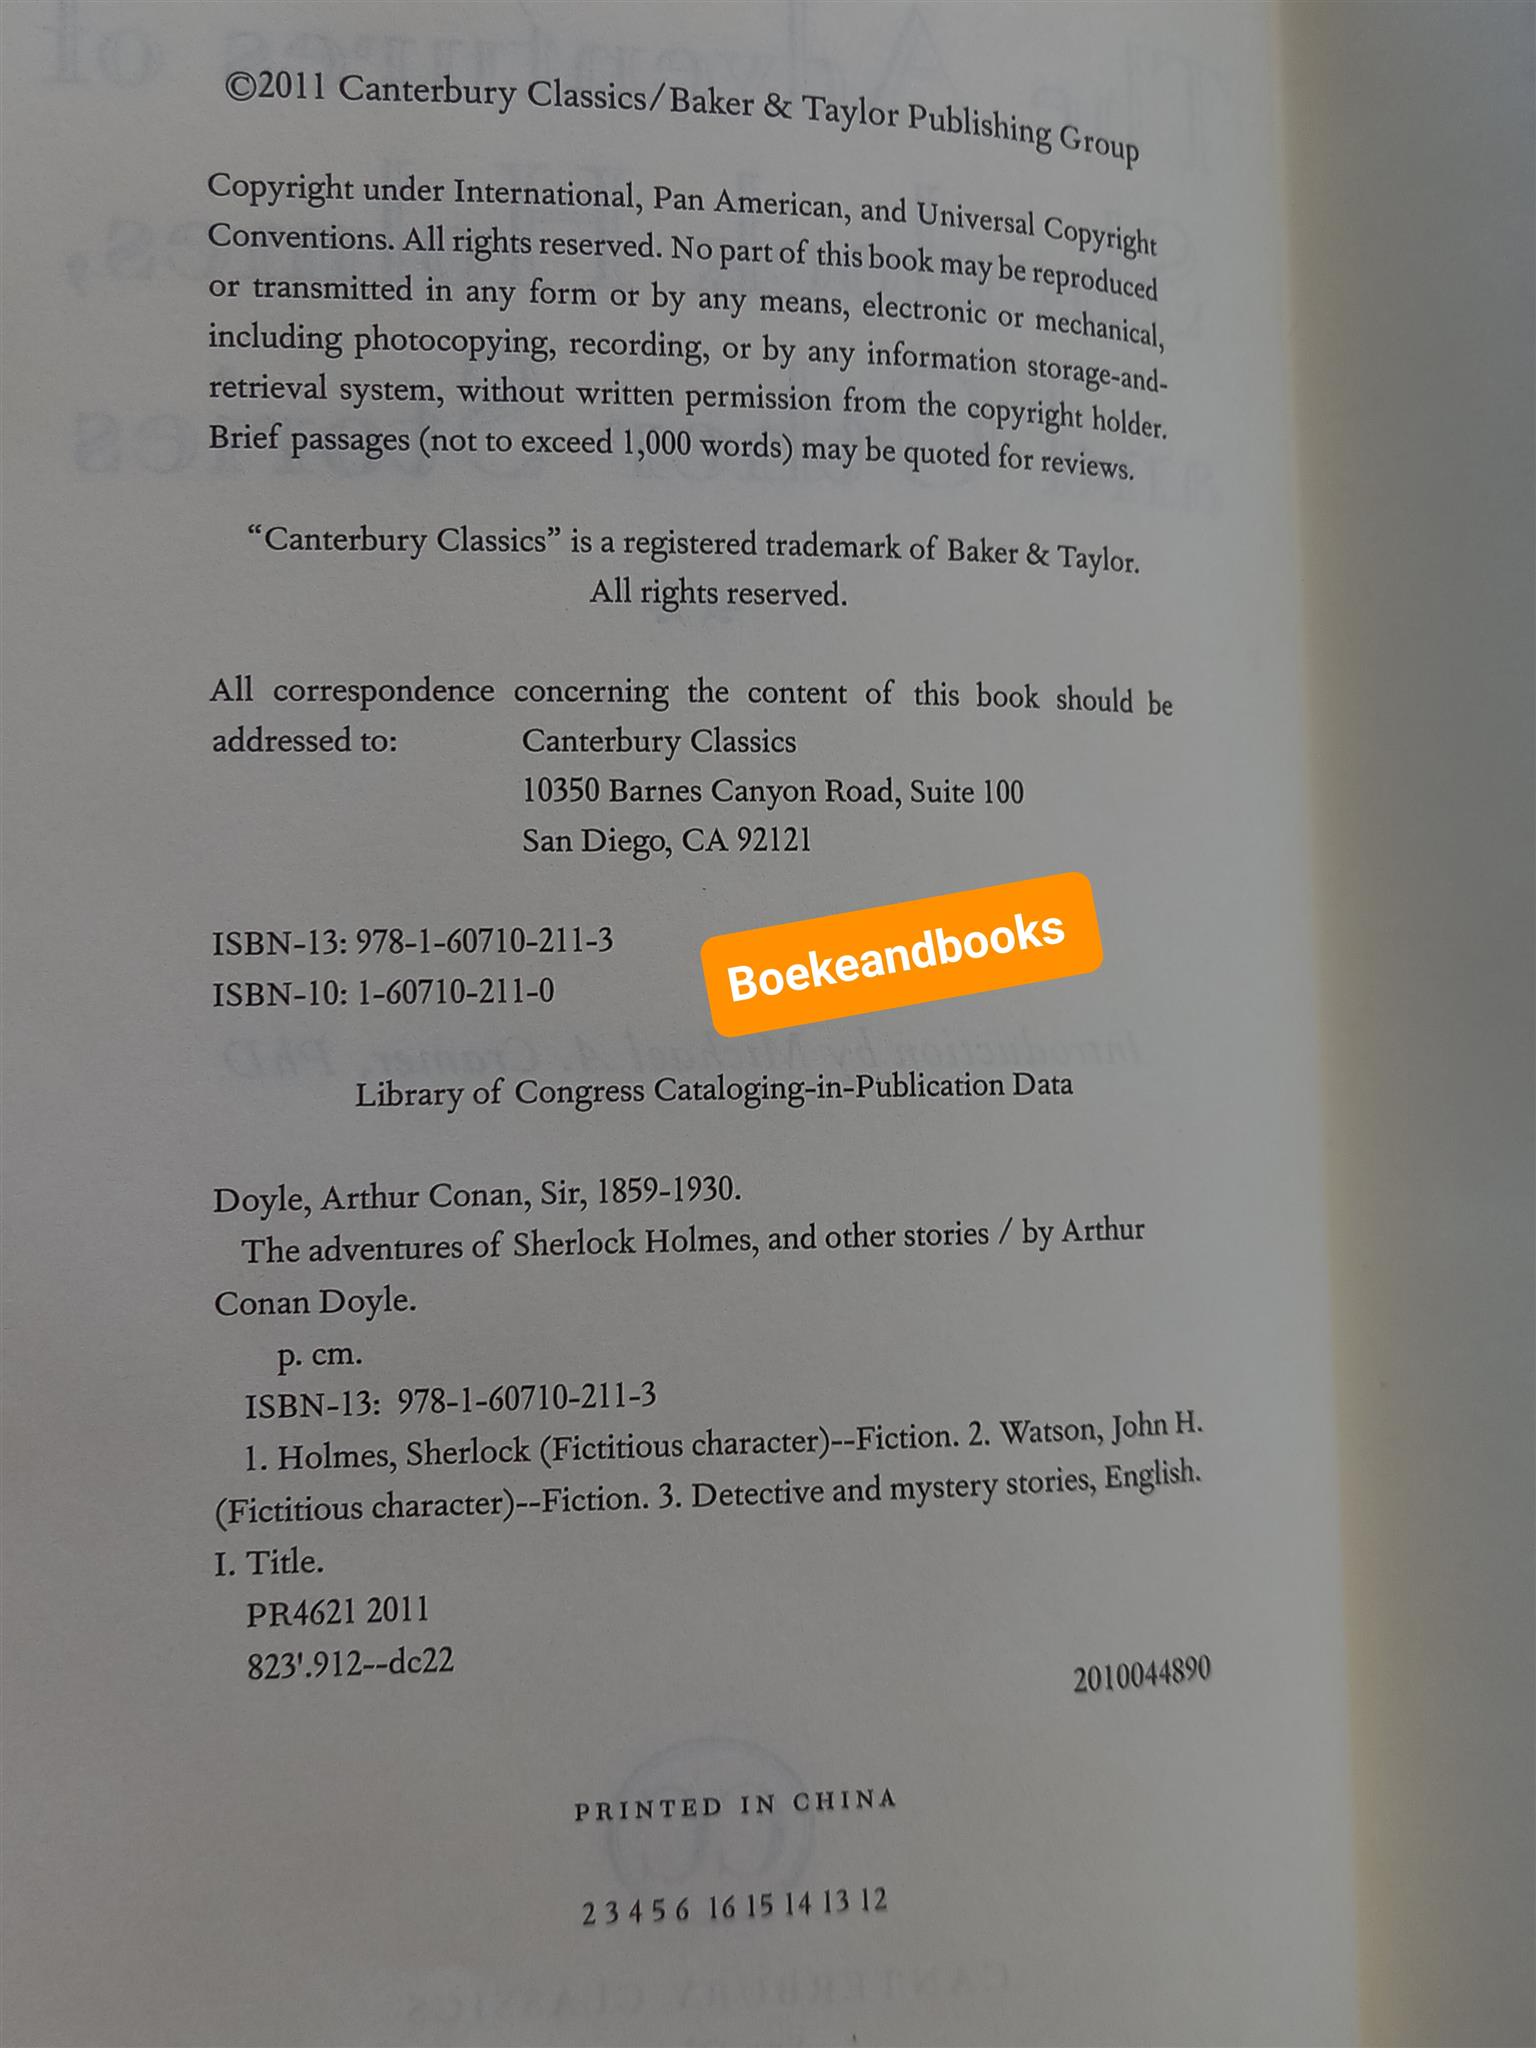 ©2011 Canterbury Classics/Baker & Taylor Publishing Group
Copyright under International, Pan American, and Universal Copyright
Conventions. All rights reserved. No part of this book may be reproduced
or transmitted in any form or by any means, electronic or mechanical,
including photocopying, recording, or by any information storage-and-
retrieval system, without written permission from the copyright holder.
Brief passages (not to exceed 1,000 words) may be quoted for reviews.
“Canterbury Classics” is a registered trademark of Baker & Taylor.
All rights reserved.
All correspondence concerning the content of this book should be
addressed to: Canterbury Classics
10350 Barnes Canyon Road, Suite 100
San Diego, CA 92121
ISBN-13: 978-1-60710-211-3
ISBN-10: 1-60710-211-0
Boekeandbooks
Introduction by Michael A. Cramer, PhD
Library of Congress Cataloging-in-Publication Data
Doyle, Arthur Conan, Sir, 1859-1930.
The adventures of Sherlock Holmes, and other stories / by Arthur
Conan Doyle.
p. cm.
ISBN-13: 978-1-60710-211-3
1. Holmes, Sherlock (Fictitious character)--Fiction. 2. Watson, John H.
(Fictitious character)--Fiction. 3. Detective and mystery stories, English.
I. Title.
PR4621 2011
823'.912--dc22
2010044890
PRINTED IN CHINA
2 3 4 5 6 16 15 14 13 12
CANTERBURY CLASSICS